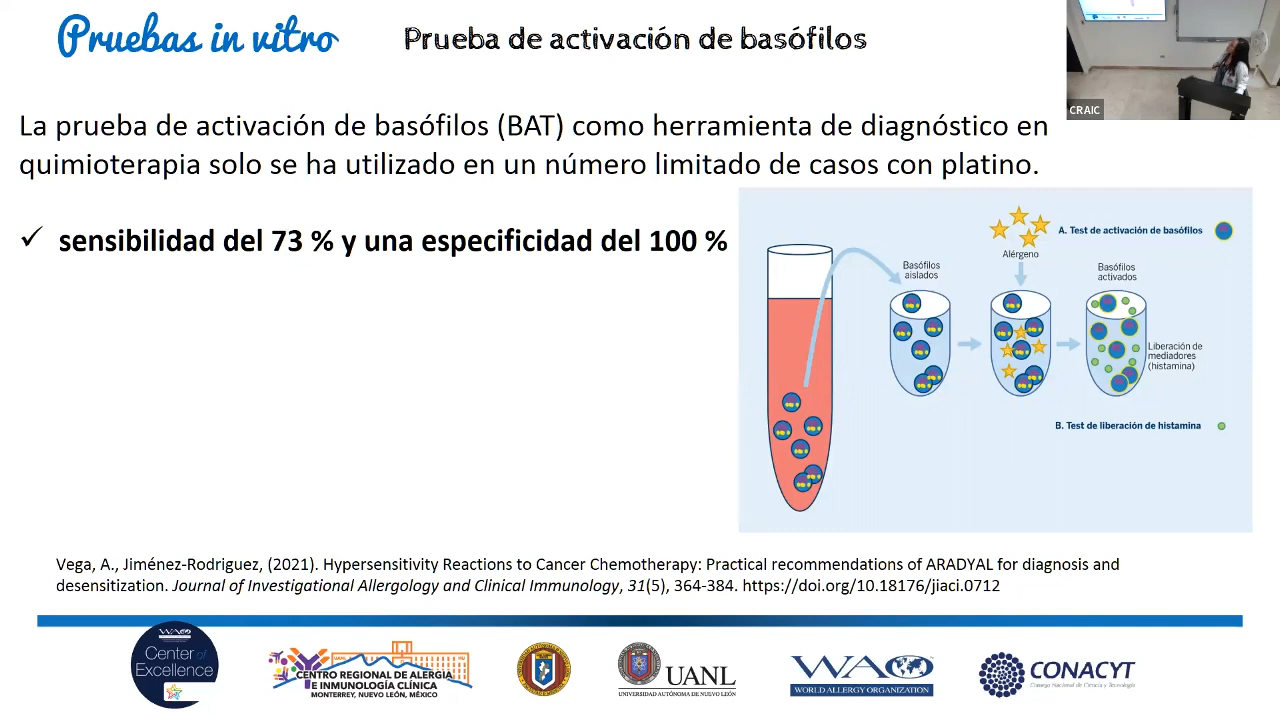 Pruebas in vitro
Prueba de activación de basófilos
CRAIC
La prueba de activación de basófilos (BAT) como herramienta de diagnóstico en
quimioterapia solo se ha utilizado en un número limitado de casos con platino.
✓ sensibilidad del 73 % y una especificidad del 100 %
A. Test de activación de basófilos
Alérgeno
Basófilos
aislados
Basófilos
activados
Liberación de
mediadores
(histamina)
B. Test de liberación de histamina
Vega, A., Jiménez-Rodriguez, (2021). Hypersensitivity Reactions to Cancer Chemotherapy: Practical recommendations of ARADYAL for diagnosis and
desensitization. Journal of Investigational Allergology and Clinical Immunology, 31(5), 364-384. https://doi.org/10.18176/jiaci.0712
WAO
Center of
Excellence
UANL
CENTRO REGIONAL DE ALERGIA
E INMUNOLOGÍA CLÍNICA
MONTERREY, NUEVO LEÓN, MÉXICO
UANL
UNIVERSIDAD AUTÓNOMA DE NUEVO LEÓN
WAO
WORLD ALLERGY ORGANIZATION
CONACYT
Consejo Nacional de Ciencia y Tecnología